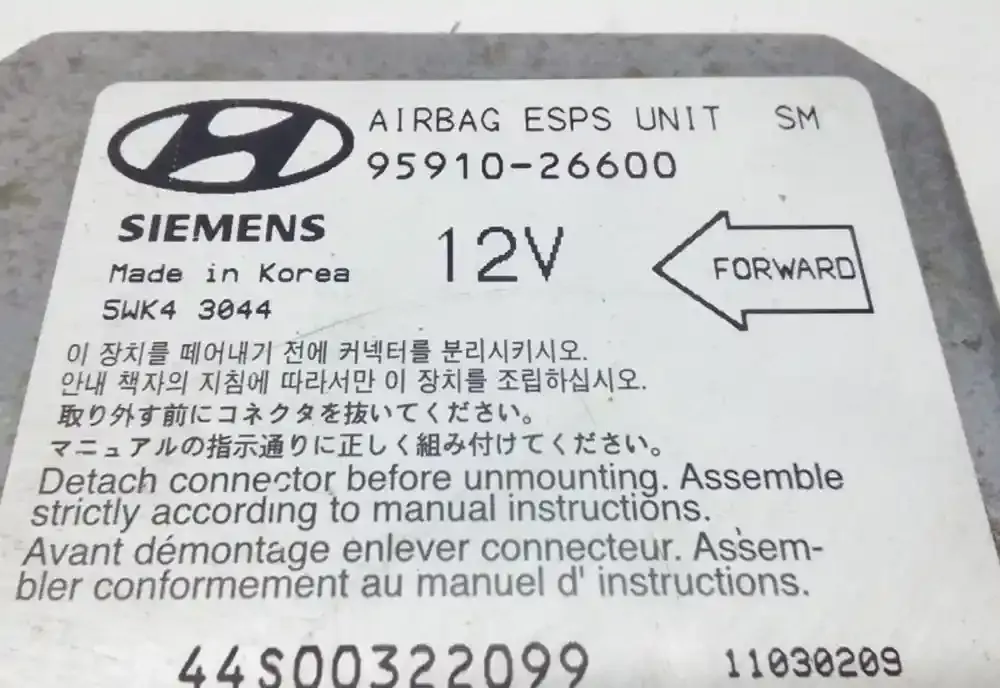 AIRBAG ESPS UNIT SM
95910-26600
SIEMENS
12V
FORWARD
Made in Korea
5WK4 3044
이 장치를 떼어내기 전에 커넥터를 분리시키시오.
안내 책자의 지침에 따라서만 이 장치를 조립하십시오.
取り外す前にコネクタを抜いてください。
マニュアルの指示通りに正しく組み付けてください。
Detach connector before unmounting. Assemble
strictly according to manual instructions.
Avant démontage enlever connecteur. Assem-
bler conformement au manuel d' instructions.
44S00322099
11030209